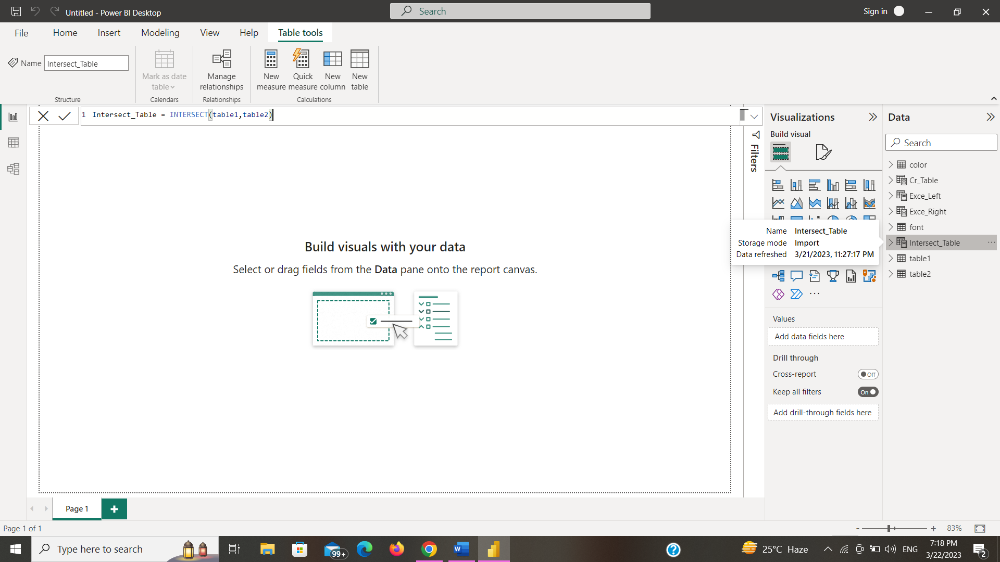 Untitled - Power BI Desktop
Search
Sign in
File
Home
Insert
Modeling
View
Help
Table tools
Name
Intersect_Table
Structure
Mark as date
table
Calendars
Manage
relationships
Relationships
New
measure
Quick
measure
New
column
New
table
Calculations
1 Intersect_Table = INTERSECT(table1,table2)
Build visuals with your data
Select or drag fields from the Data pane onto the report canvas.
Filters
Visualizations
Build visual
Name Intersect_Table
Storage mode Import
Data refreshed 3/21/2023, 11:27:17 PM
Values
Add data fields here
Drill through
Cross-report
Off
Keep all filters
On
Add drill-through fields here
Data
Search
color
Cr_Table
Exce_Left
Exce_Right
font
Intersect_Table
table1
table2
Page 1
Page 1 of 1
- + 83%
Type here to search
99+
25°C Haze
ENG
7:18 PM
3/22/2023
2